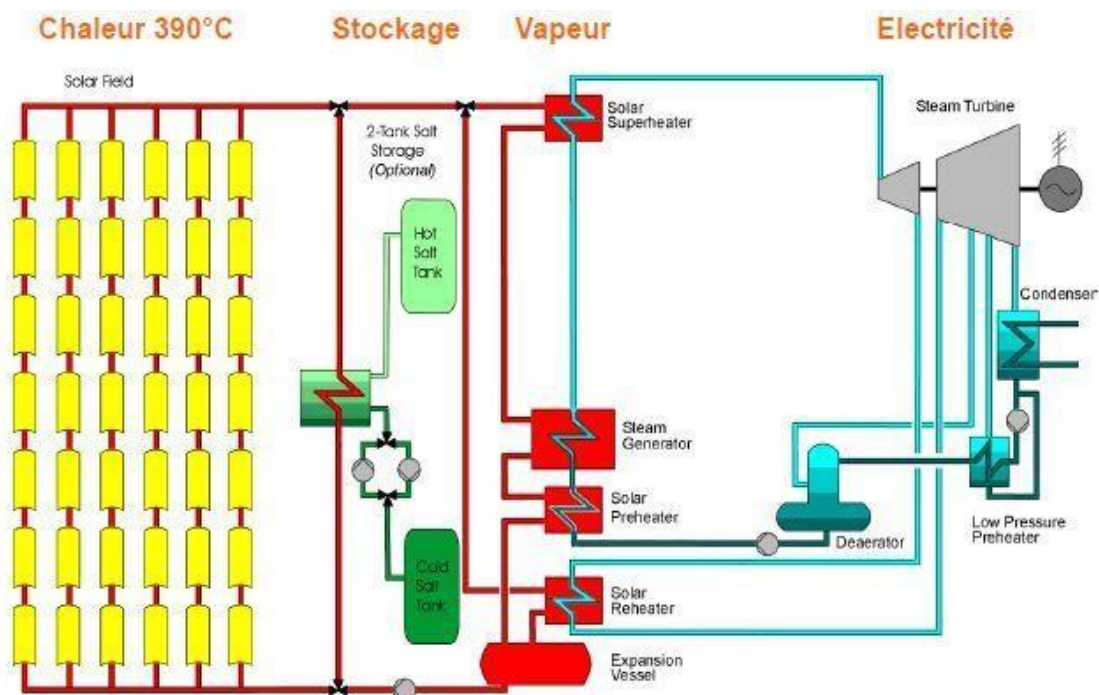 Chaleur 390°C
Stockage
Vapeur
Electricité
Solar Field
Solar
Superheater
Steam Turbine
2-Tank Salt
Storage
(Optional)
Hot
Salt
Tank
Condenser
Steam
Generator
Solar
Preheater
Deaerator
Low Pressure
Preheater
Cold
Salt
Tank
Solar
Reheater
Expansion
Vessel